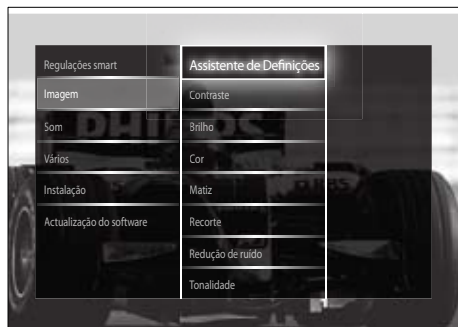 Regulações smart
Imagem
Som
Vários
Instalação
Actualização do software
Assistente de Definições
Contraste
Brilho
Cor
Matiz
Recorte
Redução de ruído
Tonalidade
PHILIPS